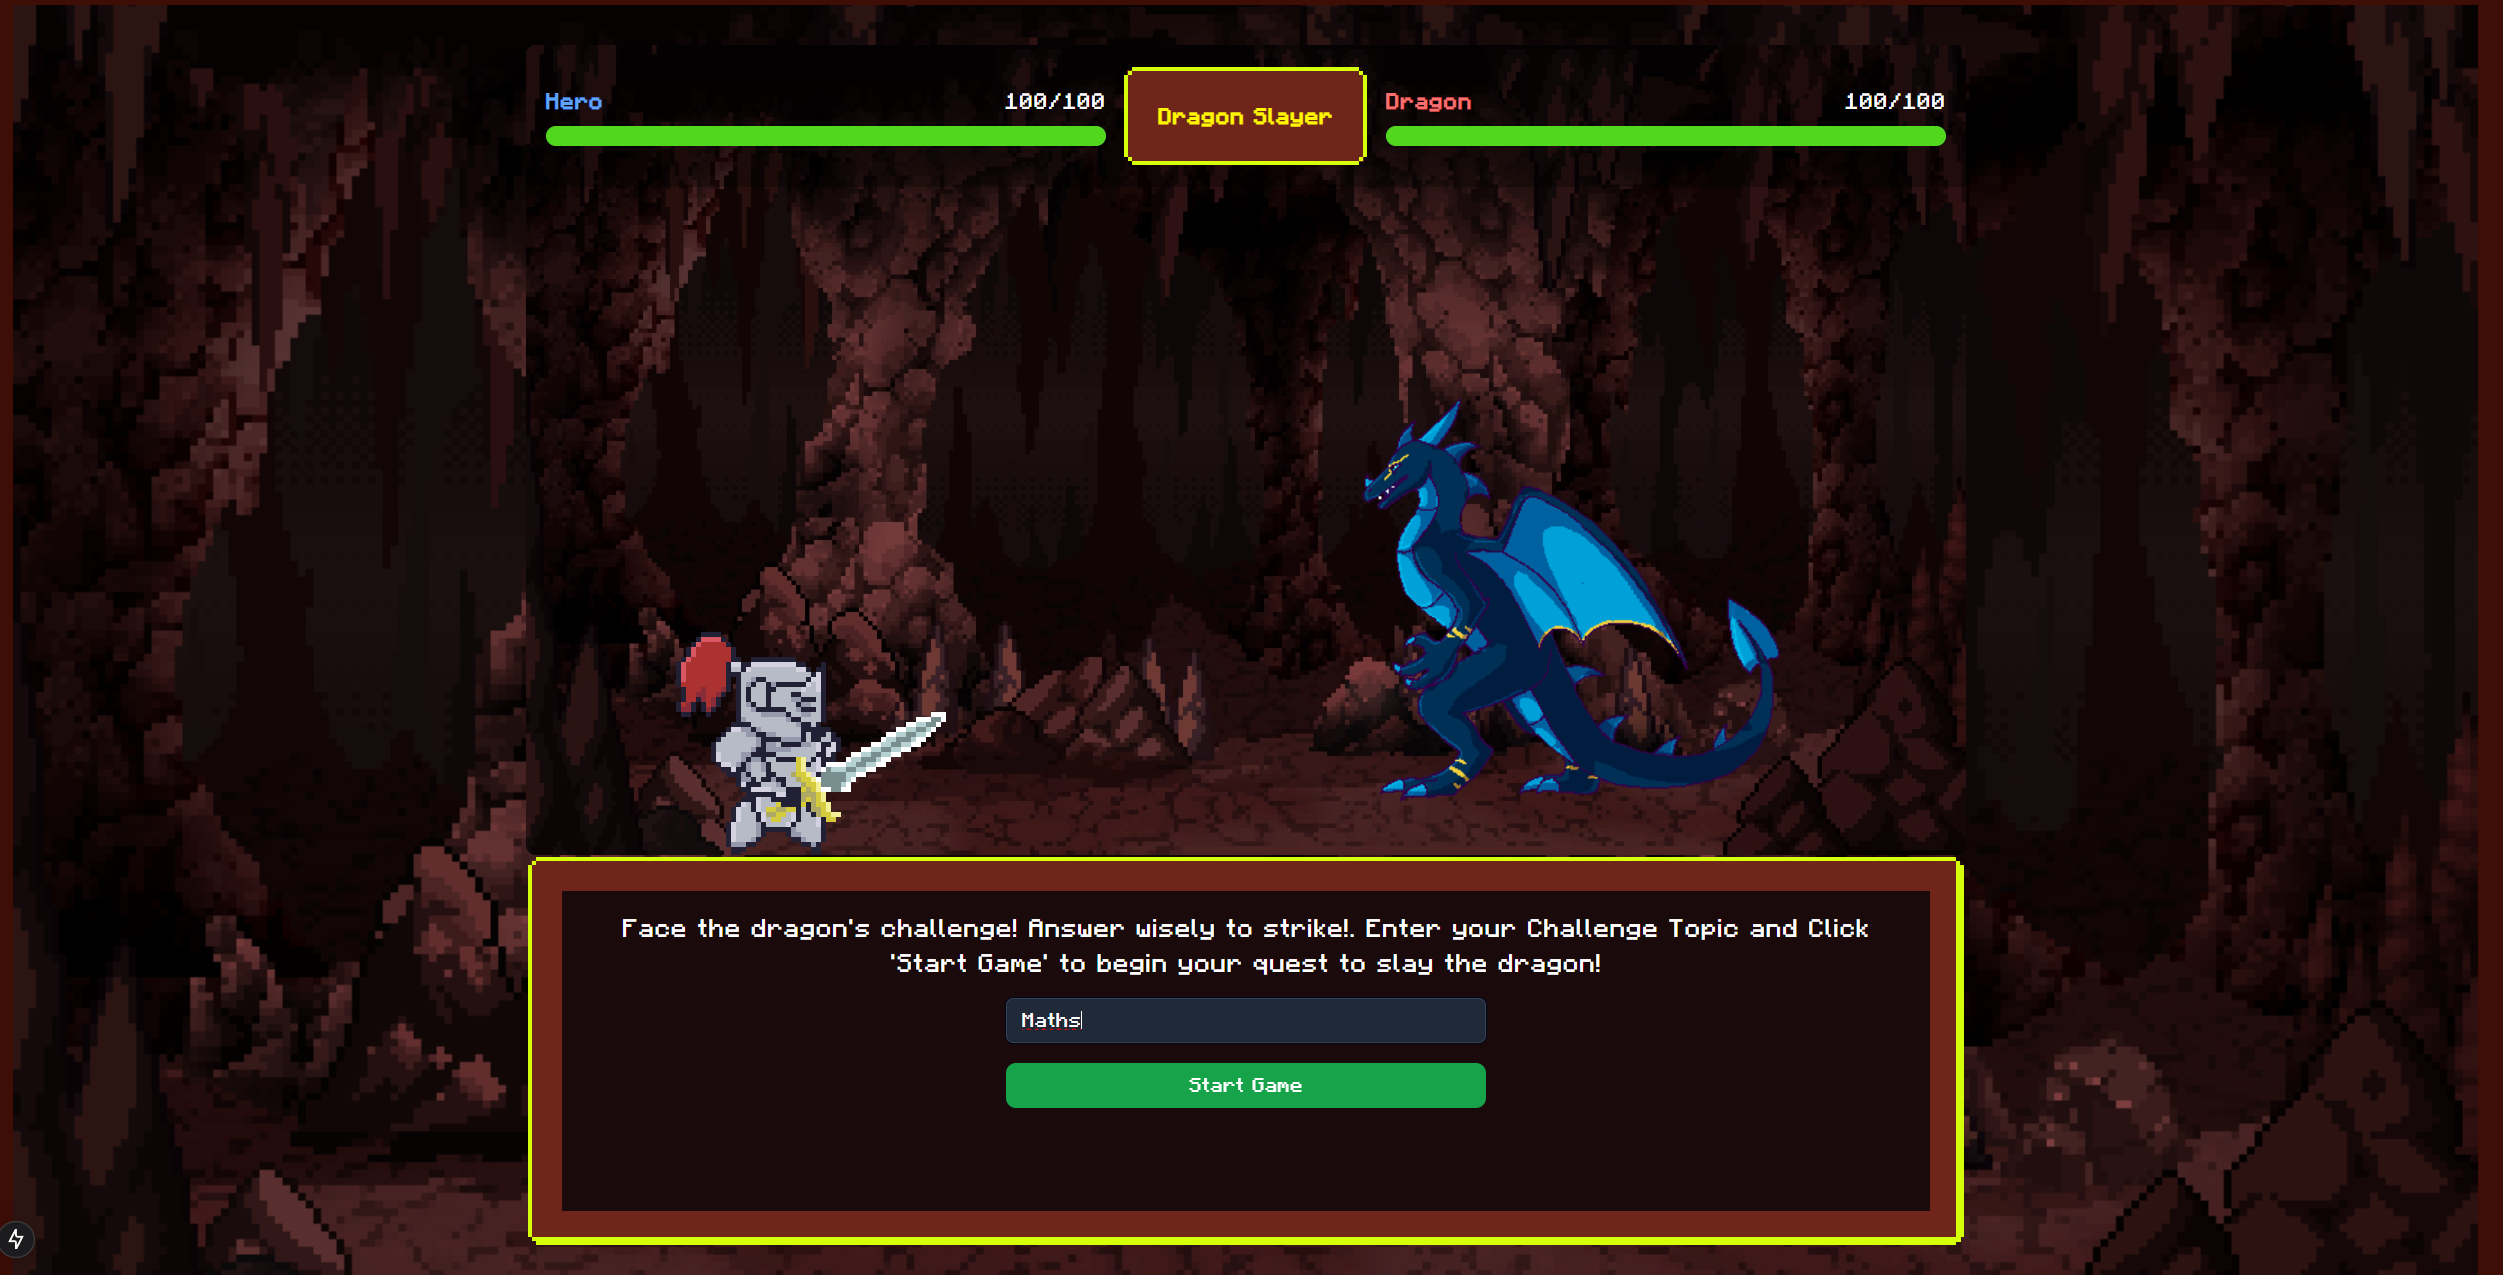 Hero 100/100
Dragon Slayer
Dragon 100/100
Face the dragon's challenge! Answer wisely to strike!. Enter your Challenge Topic and Click
'Start Game' to begin your quest to slay the dragon!
Maths
Start Game